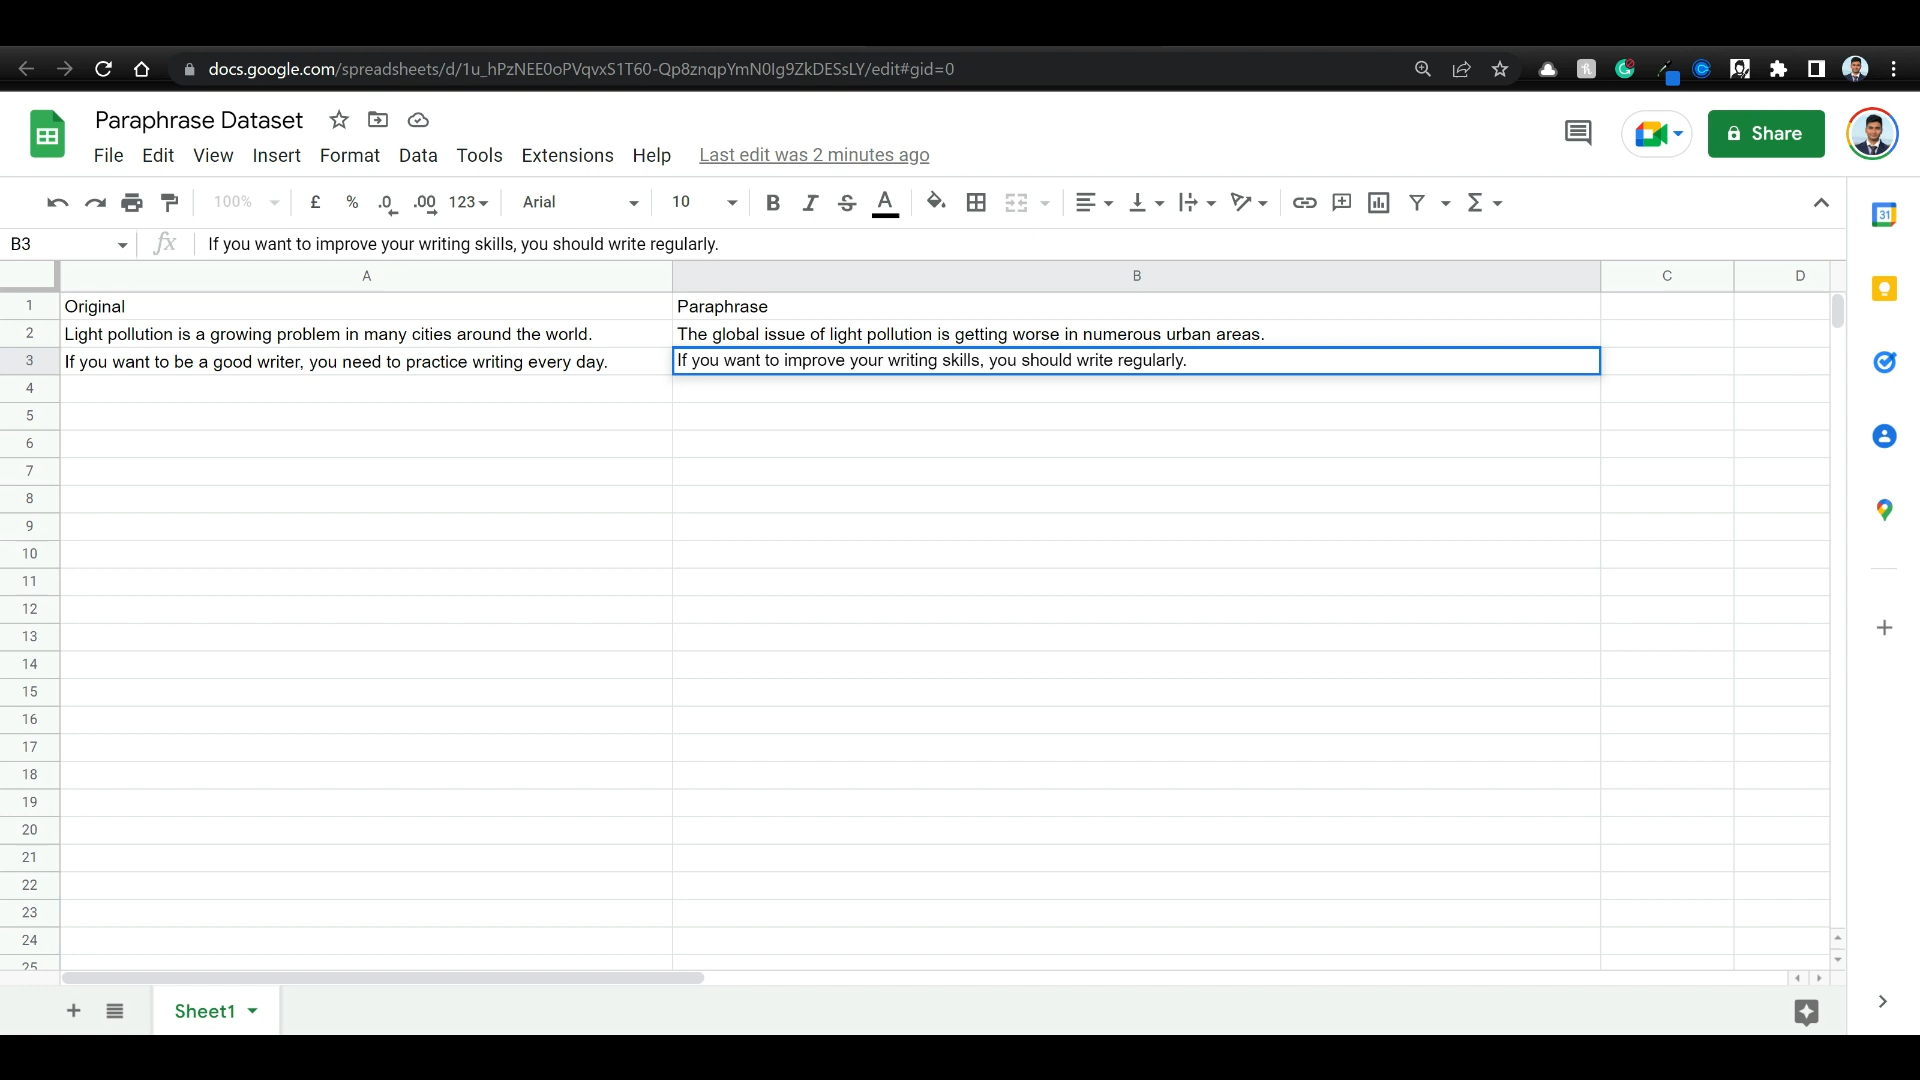 docs.google.com/spreadsheets/d/1u_hPzNEE0oPVqvxS1T60-Qp8znqpYmN0Ig9ZkDESsLY/edit#gid=0
Paraphrase Dataset
File Edit View Insert Format Data Tools Extensions Help Last edit was 2 minutes ago
Share
100% £ % .0 .00 123 Arial 10 B I S A
31
B3 fx If you want to improve your writing skills, you should write regularly.
A B C D
1 Original Paraphrase
2 Light pollution is a growing problem in many cities around the world. The global issue of light pollution is getting worse in numerous urban areas.
3 If you want to be a good writer, you need to practice writing every day. If you want to improve your writing skills, you should write regularly.
4
5
6
7
8
9
10
11
12
13
14
15
16
17
18
19
20
21
22
23
24
25
Sheet1